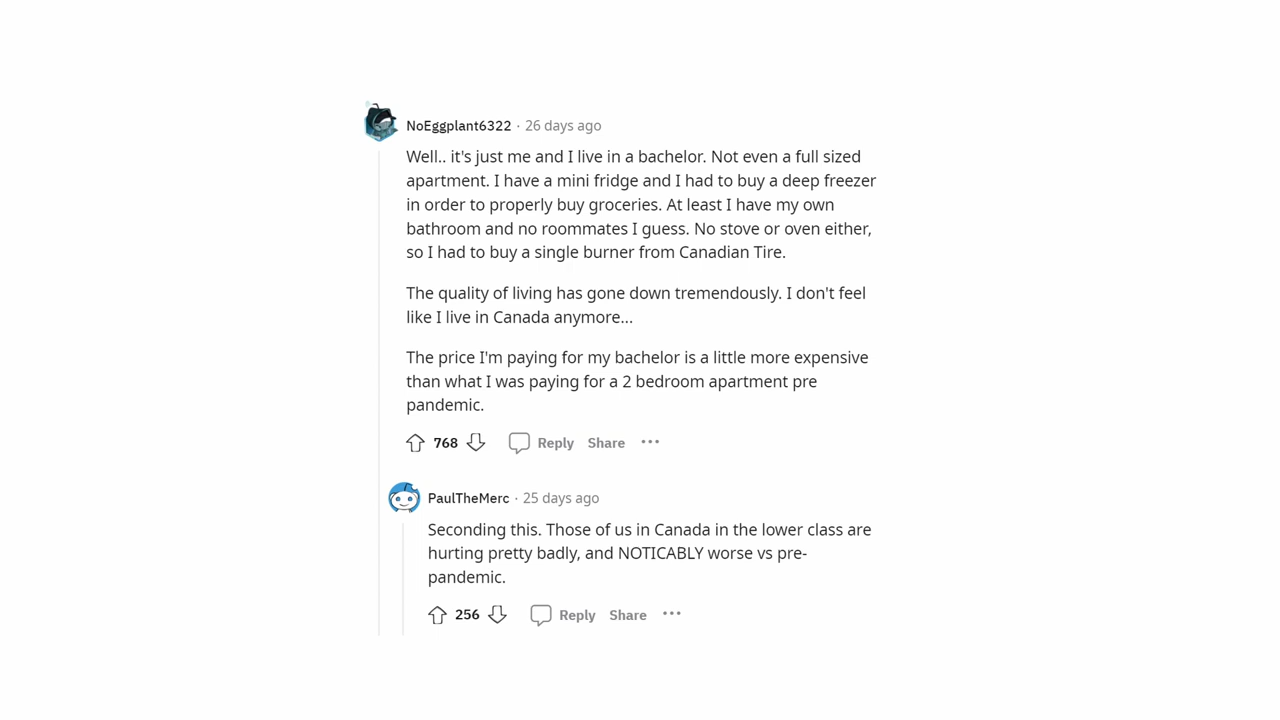 NoEggplant6322 · 26 days ago
Well.. it's just me and I live in a bachelor. Not even a full sized
apartment. I have a mini fridge and I had to buy a deep freezer
in order to properly buy groceries. At least I have my own
bathroom and no roommates I guess. No stove or oven either,
so I had to buy a single burner from Canadian Tire.
The quality of living has gone down tremendously. I don't feel
like I live in Canada anymore...
The price I'm paying for my bachelor is a little more expensive
than what I was paying for a 2 bedroom apartment pre
pandemic.
768 Reply Share ···
PaulTheMerc · 25 days ago
Seconding this. Those of us in Canada in the lower class are
hurting pretty badly, and NOTICABLY worse vs pre-
pandemic.
256 Reply Share ···